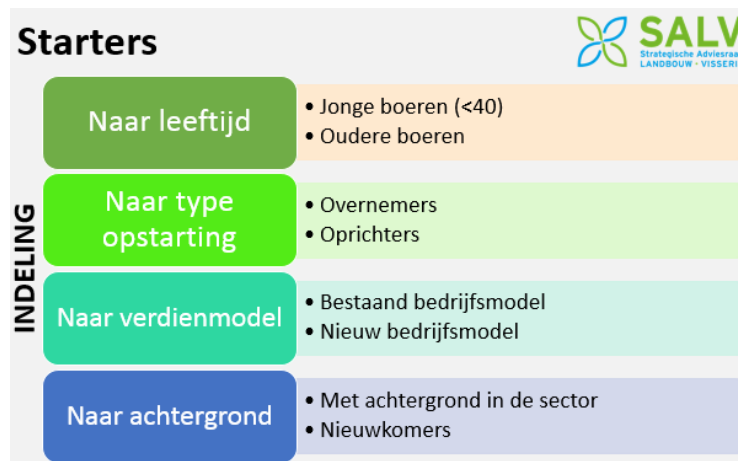 Starters
SALV
Strategische Adviesraa
LANDBOUW - VISSERI
INDELING
Naar leeftijd
• Jonge boeren (<40)
• Oudere boeren
Naar type
opstarting
• Overnemers
• Oprichters
Naar verdienmodel
• Bestaand bedrijfsmodel
• Nieuw bedrijfsmodel
Naar achtergrond
• Met achtergrond in de sector
• Nieuwkomers